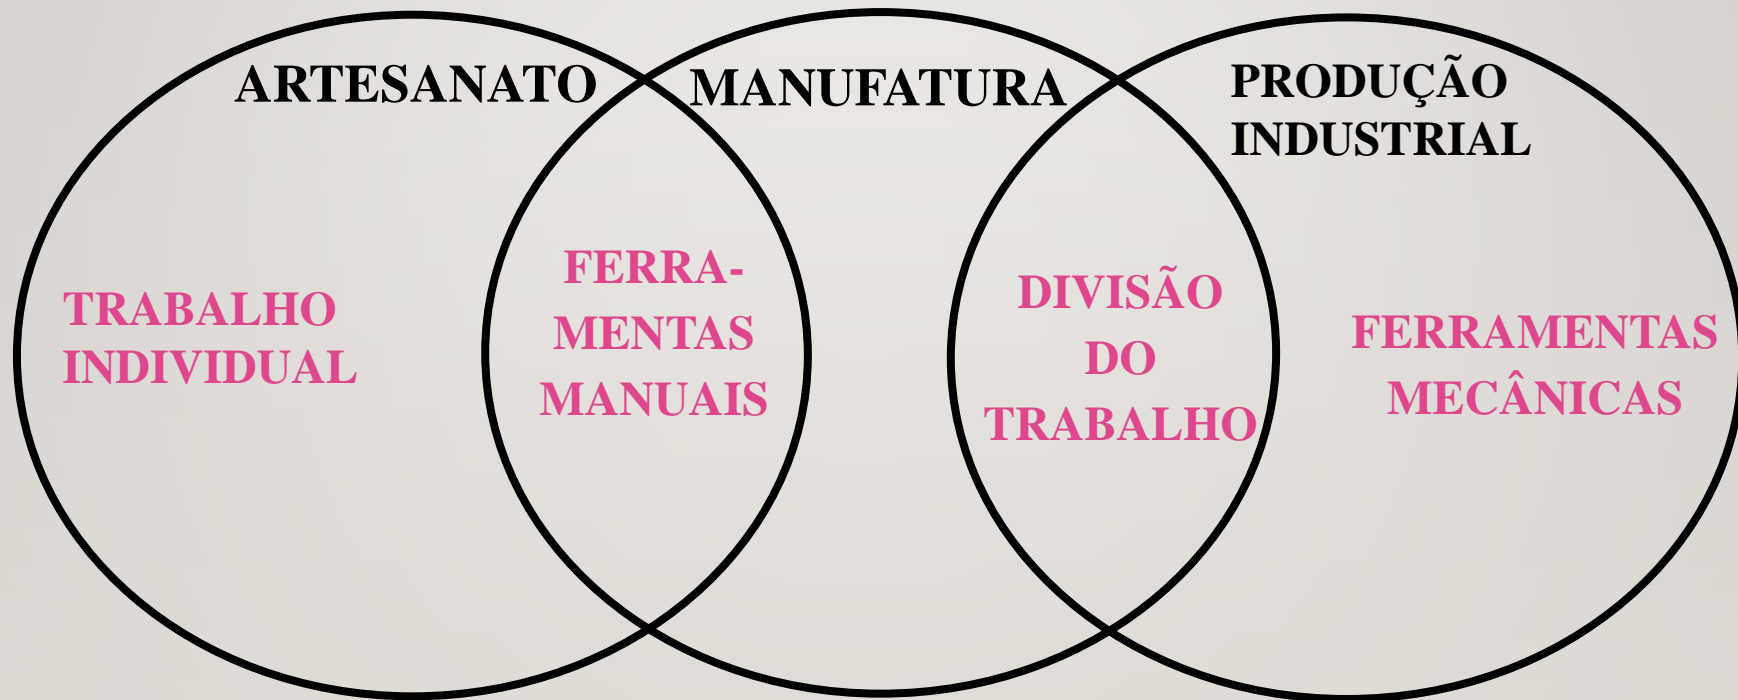 ARTESANATO
MANUFATURA
PRODUÇÃO
INDUSTRIAL
TRABALHO
INDIVIDUAL
FERRA-
MENTAS
MANUAIS
DIVISÃO
DO
TRABALHO
FERRAMENTAS
MECÂNICAS